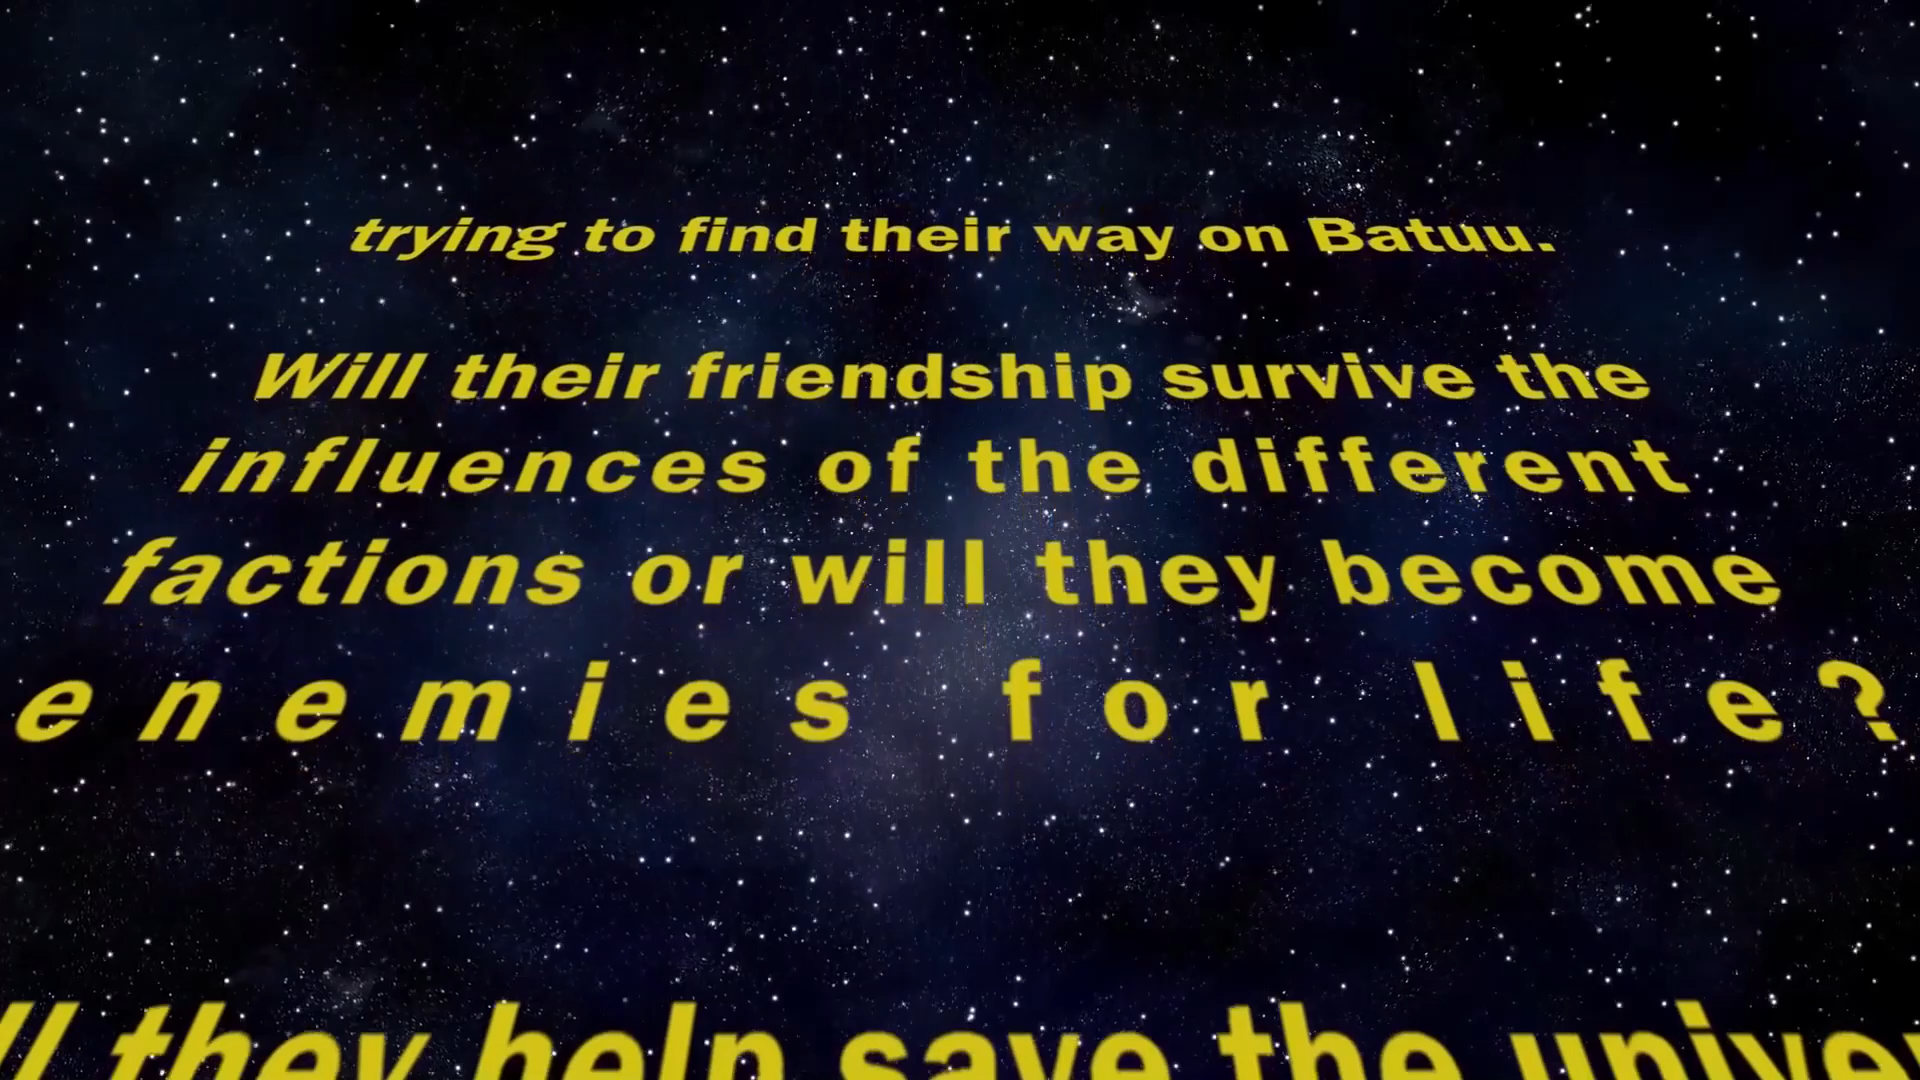 trying to find their way on Batuu.
Will their friendship survive the
influences of the different
factions or will they become
enemies for life?
they help save the